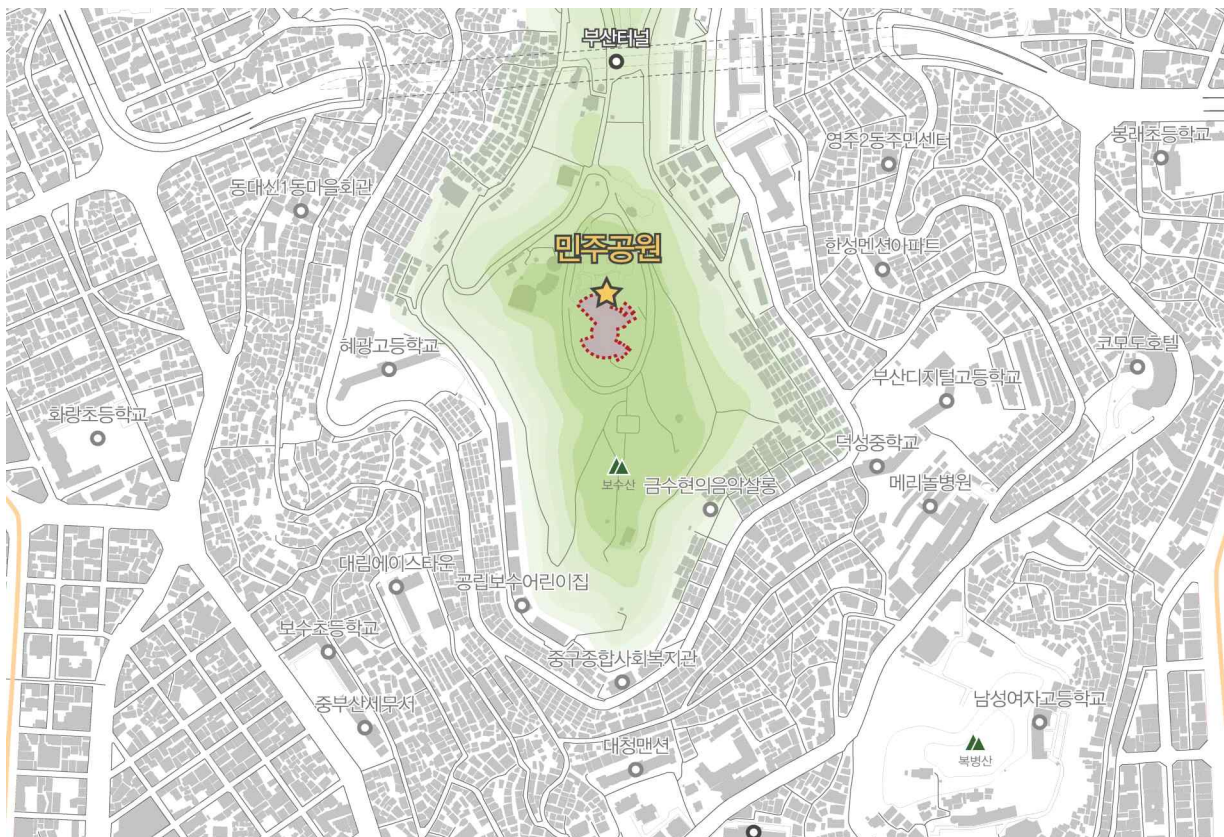 부산터널
봉래초등학교
영주2동주민센터
동대신1동마을회관
민주공원
한성멘션아파트
혜광고등학교
코모도호텔
부산디지털고등학교
화랑초등학교
덕성중학교
보수산
금수현의음악살롱
메리놀병원
대림에이스타운
공립보수어린이집
보수초등학교
중구종합사회복지관
남성여자고등학교
중부산세무서
대청맨션
복병산